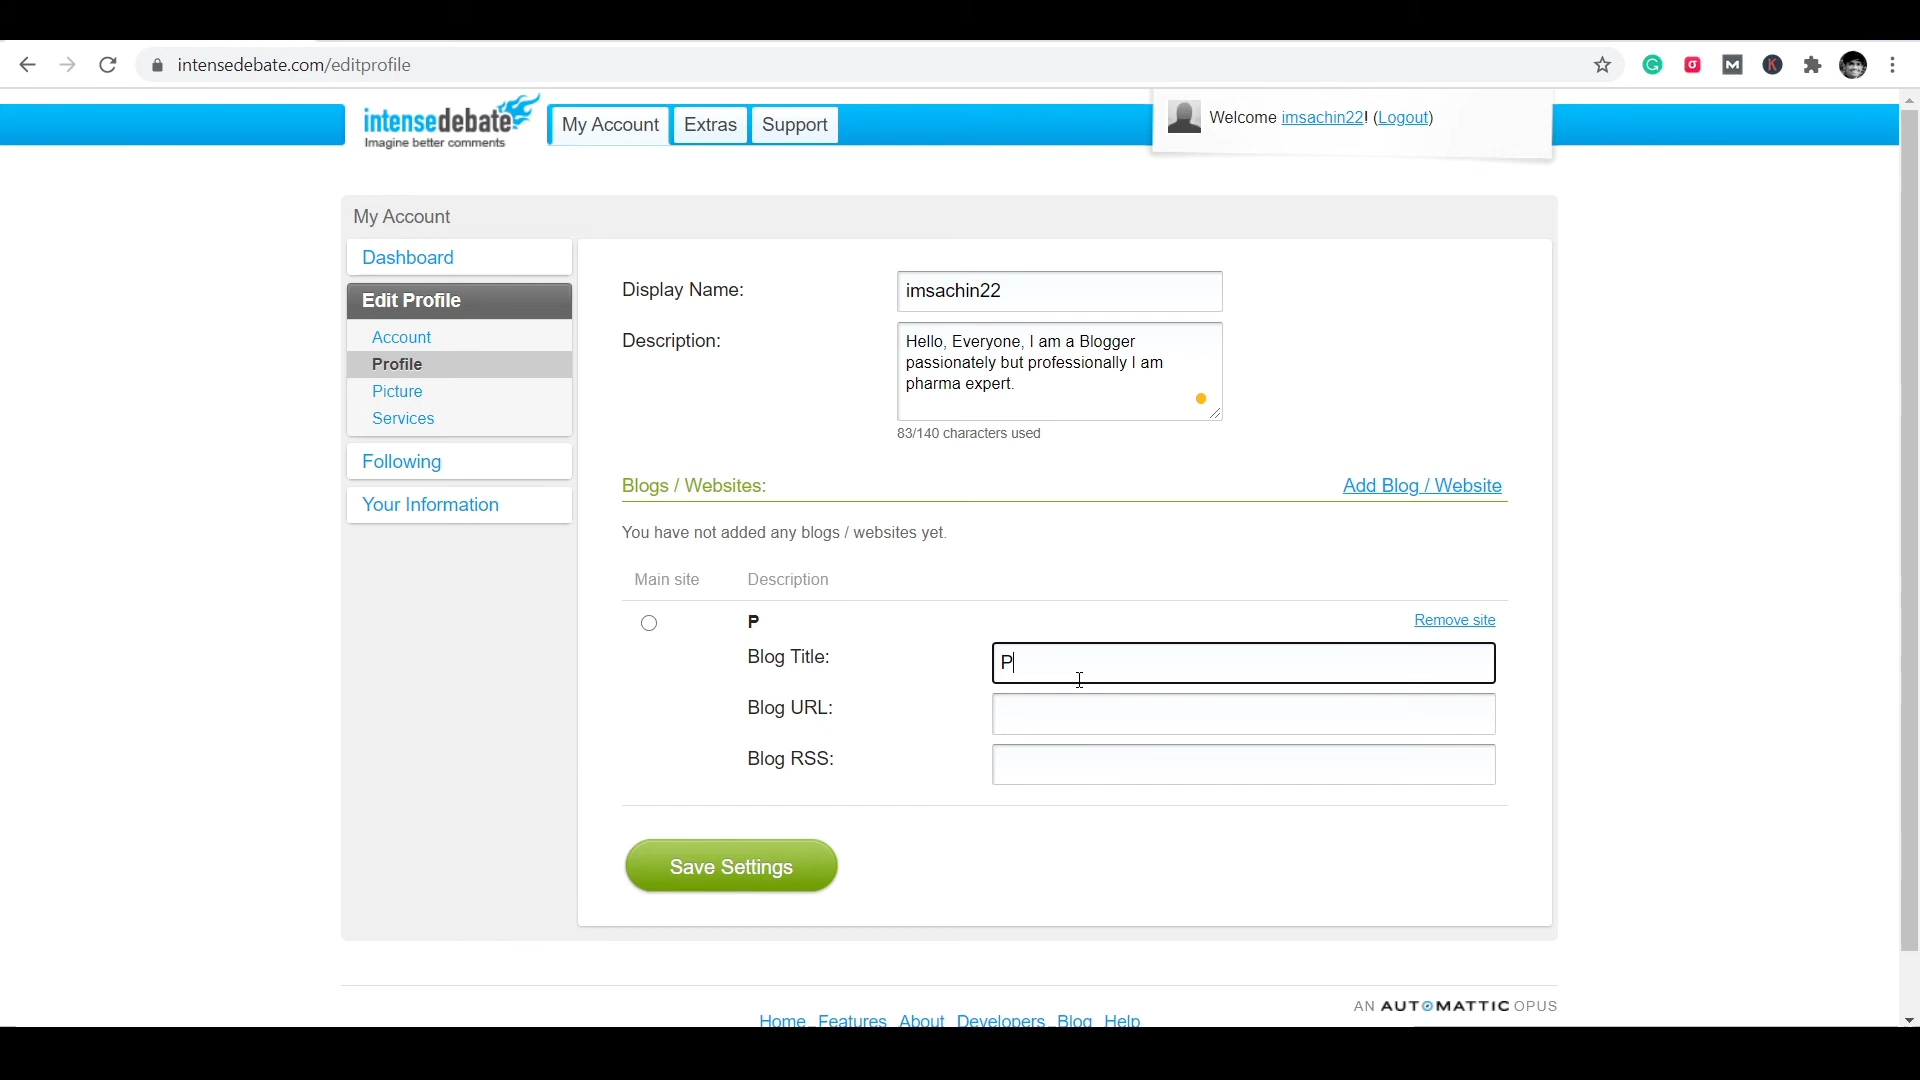 intensedebate.com/editprofile
intensedebate
Imagine better comments
My Account
Extras
Support
Welcome imsachin22! (Logout)
My Account
Dashboard
Edit Profile
Account
Profile
Picture
Services
Following
Your Information
Display Name:
imsachin22
Description:
Hello, Everyone, I am a Blogger
passionately but professionally I am
pharma expert.
83/140 characters used
Blogs / Websites:
Add Blog / Website
You have not added any blogs / websites yet.
Main site
Description
P
Remove site
Blog Title:
P
Blog URL:
Blog RSS:
Save Settings
AN AUTOMATTIC OPUS
Home Features About Developers Blog Help